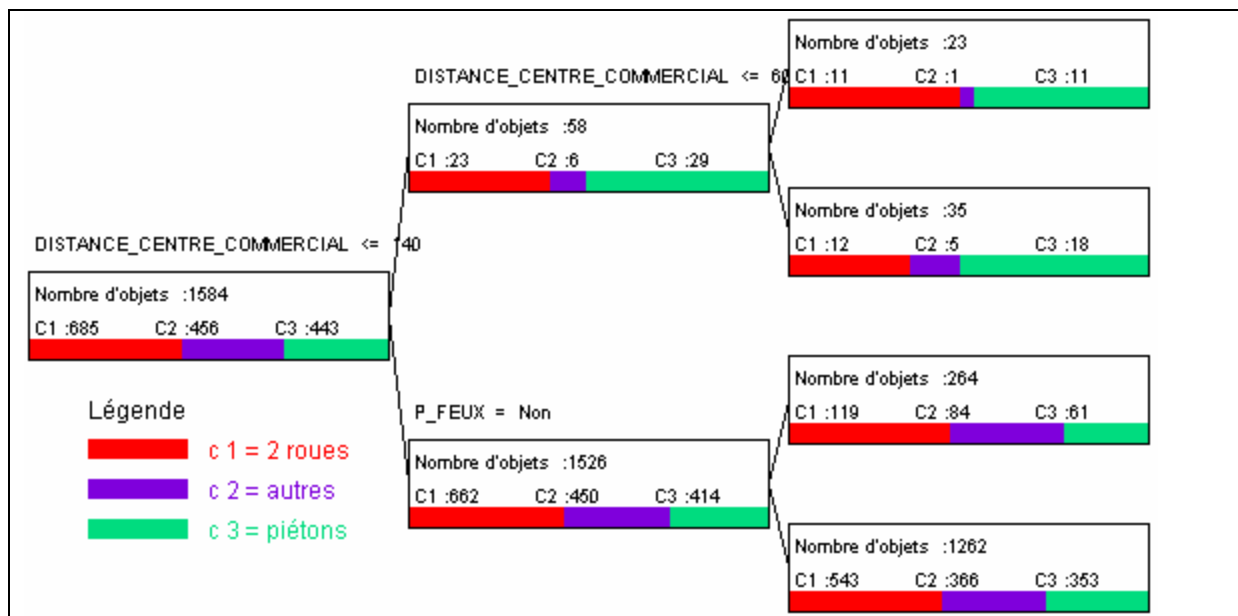 Nombre d'objets :23
C1 :11 C2 :1 C3 :11
DISTANCE_CENTRE_COMMERCIAL <= 60
Nombre d'objets :58
C1 :23 C2 :6 C3 :29
Nombre d'objets :35
C1 :12 C2 :5 C3 :18
DISTANCE_CENTRE_COMMERCIAL <= 140
Nombre d'objets :1584
C1 :685 C2 :456 C3 :443
Nombre d'objets :264
C1 :119 C2 :84 C3 :61
P_FEUX = Non
Nombre d'objets :1526
C1 :662 C2 :450 C3 :414
Nombre d'objets :1262
C1 :543 C2 :366 C3 :353
Légende
c 1 = 2 roues
c 2 = autres
c 3 = piétons